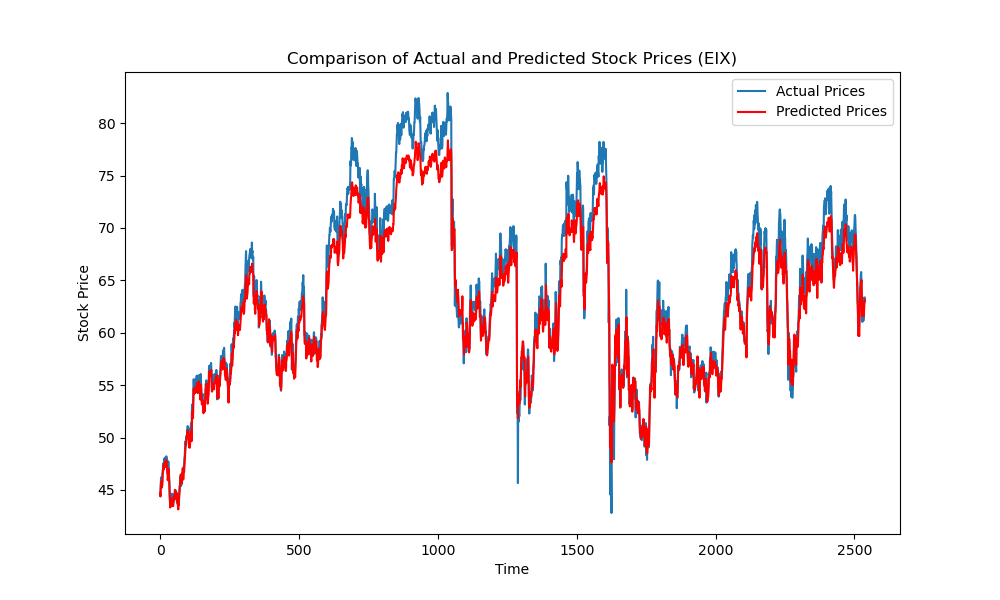 Comparison of Actual and Predicted Stock Prices (EIX)
Actual Prices
Predicted Prices
Stock Price
80
75
70
65
60
55
50
45
0 500 1000 1500 2000 2500
Time